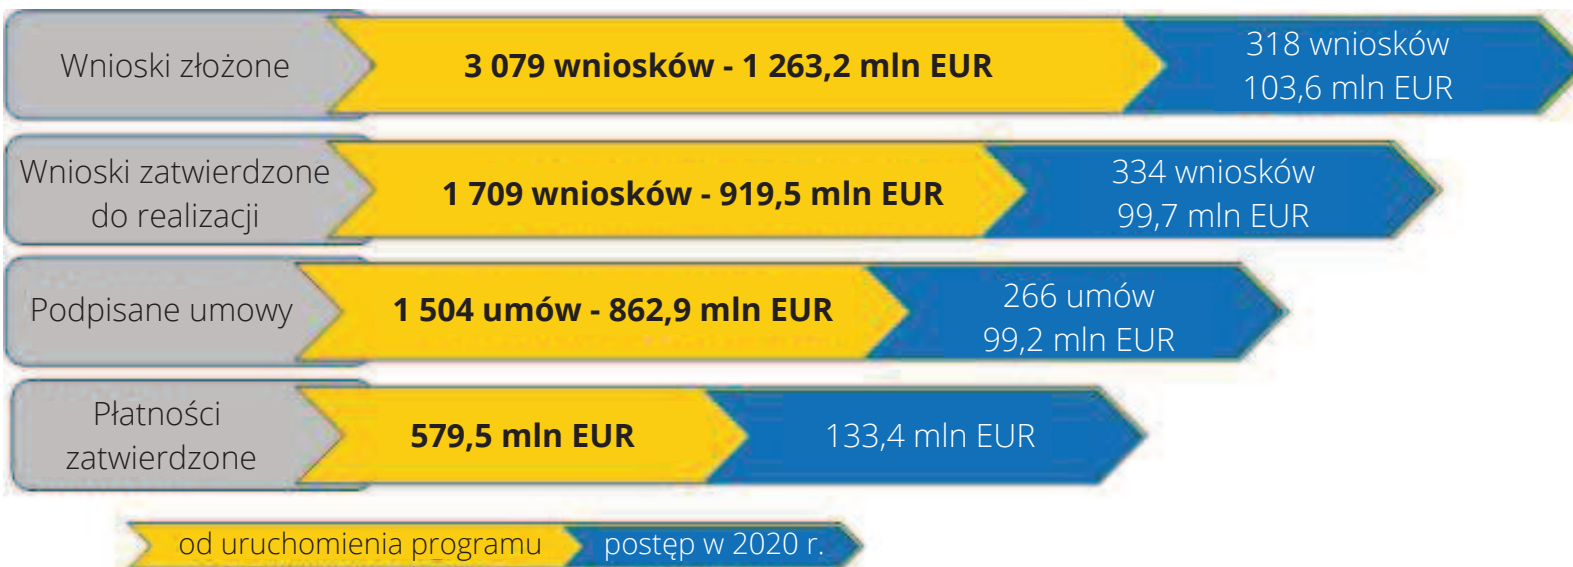 Wnioski złożone
3 079 wniosków - 1 263,2 mln EUR
318 wniosków
103,6 mln EUR
Wnioski zatwierdzone
do realizacji
1 709 wniosków - 919,5 mln EUR
334 wniosków
99,7 mln EUR
Podpisane umowy
1 504 umów - 862,9 mln EUR
266 umów
99,2 mln EUR
Płatności
zatwierdzone
579,5 mln EUR
133,4 mln EUR
od uruchomienia programu
postęp w 2020 r.